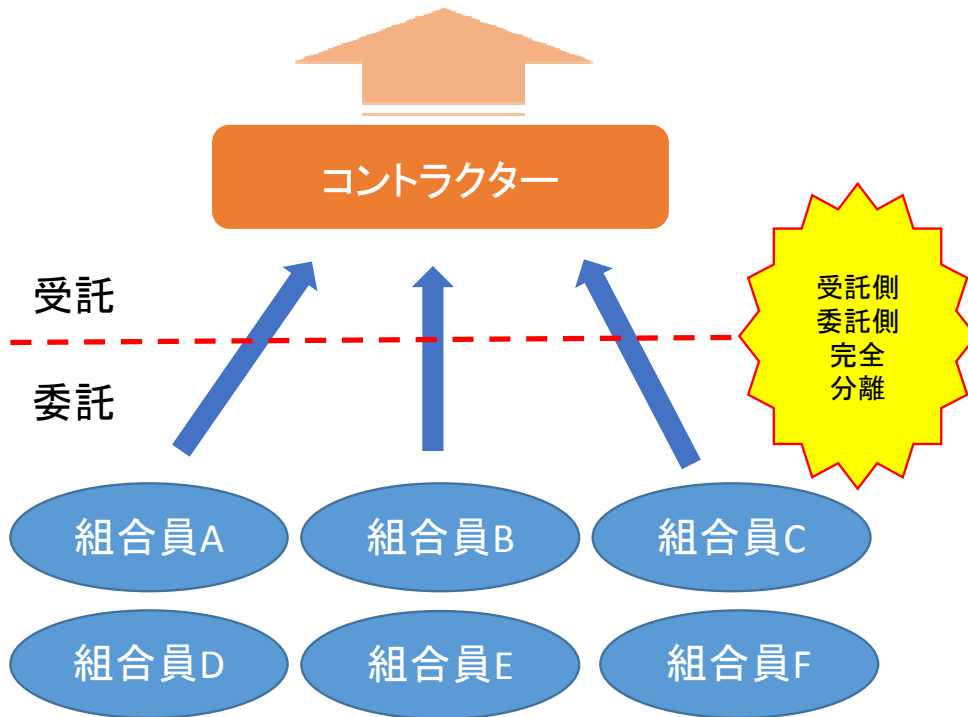 コントラクター
受託
受託側
委託側
完全
分離
委託
組合員A
組合員B
組合員C
組合員D
組合員E
組合員F